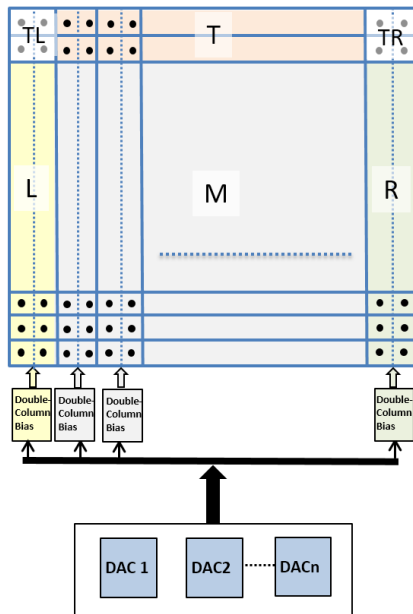 TL
T
TR
L
M
R
Double-
Column
Bias
Double-
Column
Bias
Double-
Column
Bias
Double-
Column
Bias
DAC 1
DAC2
DACn